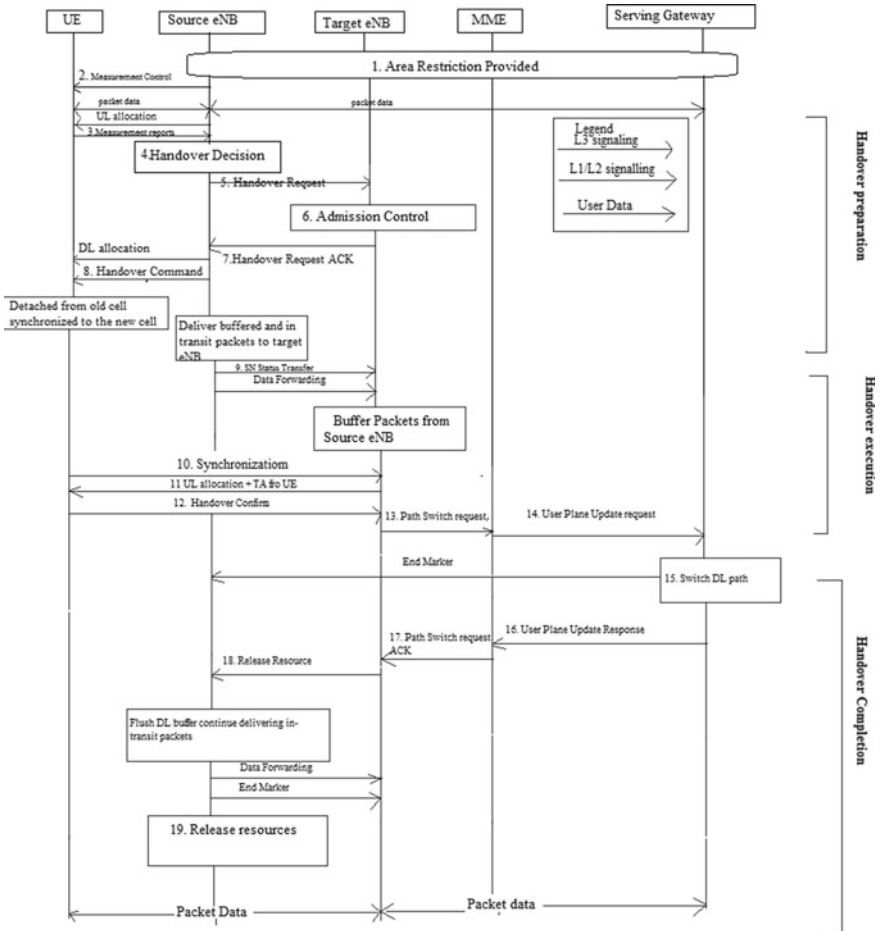 UE
Source eNB
Target eNB
MME
Serving Gateway
1. Area Restriction Provided
2. Measurement Control
packet data
packet data
UL allocation
3.Measurement reports
Legend
L3 signaling
L1/L2 signalling
User Data
4.Handover Decision
5. Handover Request
6. Admission Control
DL allocation
7.Handover Request ACK
8. Handover Command
Detached from old cell
synchronized to the new cell
Deliver buffered and in
transit packets to target
eNB
9. SN Status Transfer
Data Forwarding
Buffer Packets from
Source eNB
10. Synchronizatiom
11 UL allocation + TA fro UE
12. Handover Confirm
13. Path Switch request,
14. User Plane Update request
End Marker
15. Switch DL path
16. User Plane Update Response
17. Path Switch request
ACK
18. Release Resource
Flush DL buffer continue delivering in-
transit packets
Data Forwarding
End Marker
19. Release resources
Packet Data
Packet data
Handover preparation
Handover execution
Handover Completion